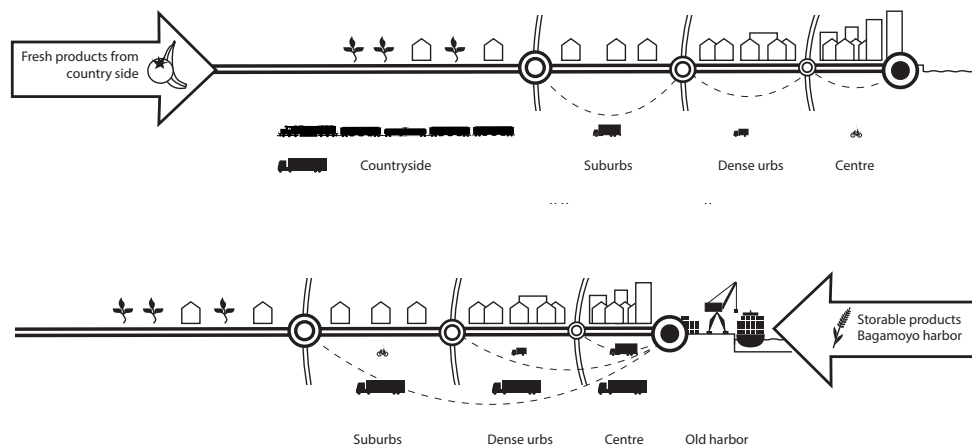 Fresh products from
country side
Countryside
Suburbs
Dense urbs
Centre
Storable products
Bagamoyo harbor
Suburbs
Dense urbs
Centre
Old harbor